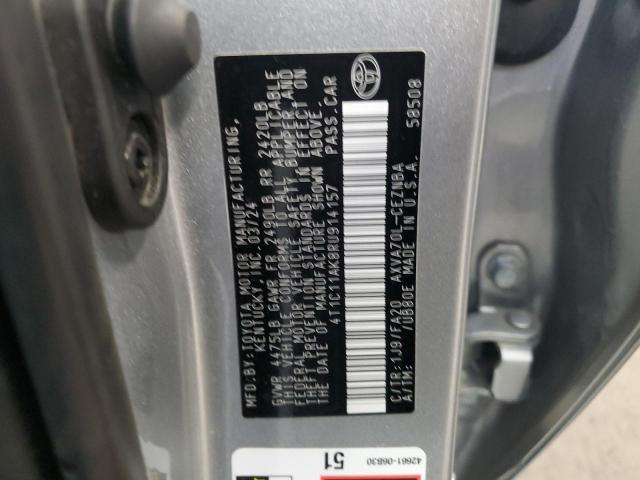 MFD.BY:TOYOTA MOTOR MANUFACTURING,
KENTUCKY, INC. 03/24
GVWR 4475LB GAWR FR 2490LB RR 2420LB
THIS VEHICLE CONFORMS TO ALL APPLICABLE
FEDERAL MOTOR VEHICLE SAFETY BUMPER, AND
THEFT PREVENTION STANDARDS IN EFFECT ON
THE DATE OF MANUFACTURE SHOWN ABOVE.
4T1C11AK8RU914157 PASS.CAR
C/TR:1J9/FA20 AXVA70L-CEZNBA
A/TM: /UB80E MADE IN U.S.A. 58508
42661-06B30
51